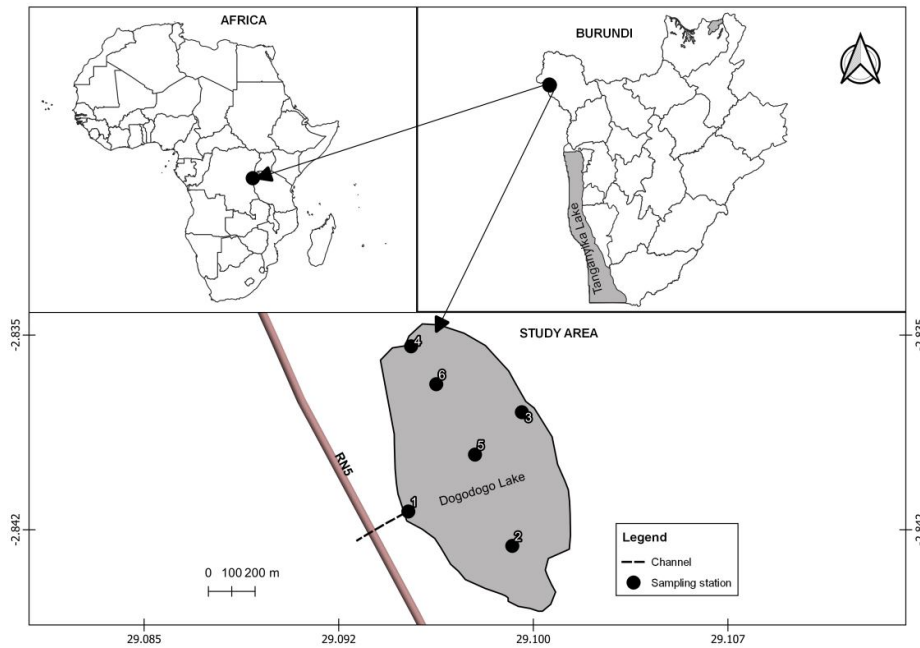 AFRICA
BURUNDI
Tanganyika Lake
STUDY AREA
-2.835
-2.835
4
6
3
5
RN5
Dogodogo Lake
1
2
-2.842
-2.842
Legend
Channel
Sampling station
0 100 200 m
29.085
29.092
29.100
29.107